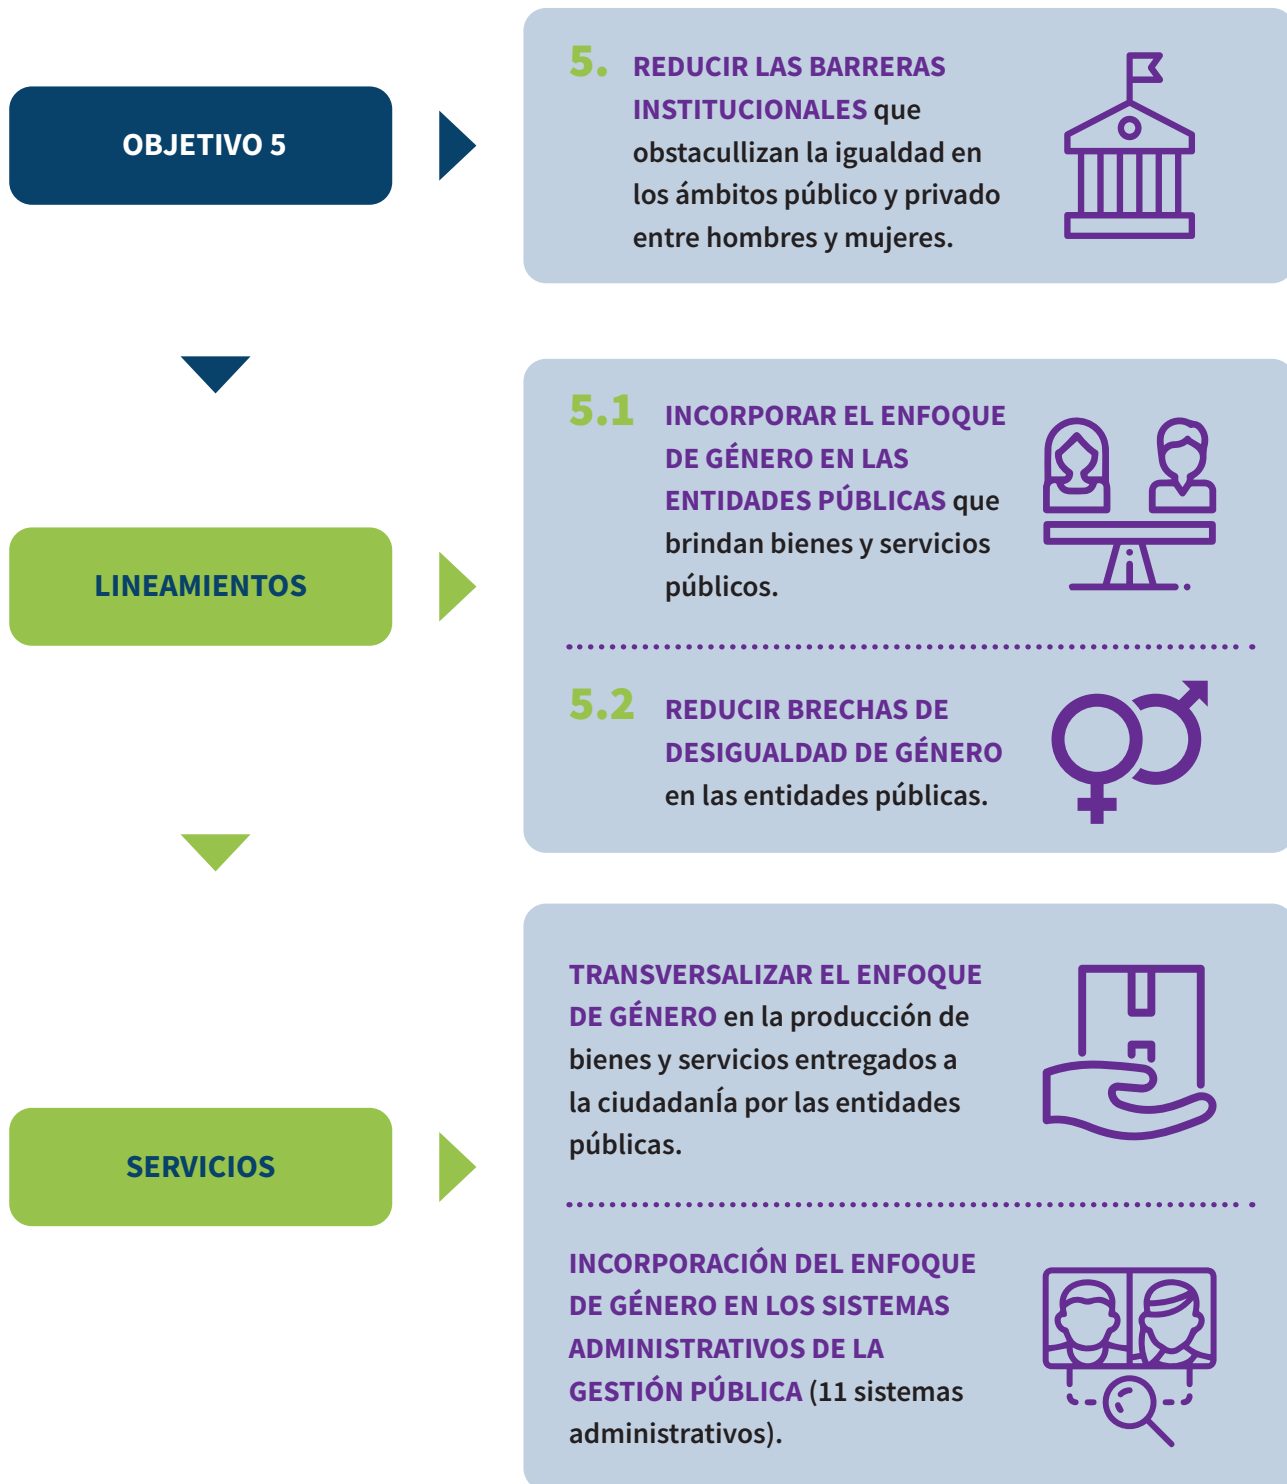 OBJETIVO 5
5. REDUCIR LAS BARRERAS
INSTITUCIONALES que
obstacullizan la igualdad en
los ámbitos público y privado
entre hombres y mujeres.
LINEAMIENTOS
5.1 INCORPORAR EL ENFOQUE
DE GÉNERO EN LAS
ENTIDADES PÚBLICAS que
brindan bienes y servicios
públicos.
5.2 REDUCIR BRECHAS DE
DESIGUALDAD DE GÉNERO
en las entidades públicas.
SERVICIOS
TRANSVERSALIZAR EL ENFOQUE
DE GÉNERO en la producción de
bienes y servicios entregados a
la ciudadanÍa por las entidades
públicas.
INCORPORACIÓN DEL ENFOQUE
DE GÉNERO EN LOS SISTEMAS
ADMINISTRATIVOS DE LA
GESTIÓN PÚBLICA (11 sistemas
administrativos).